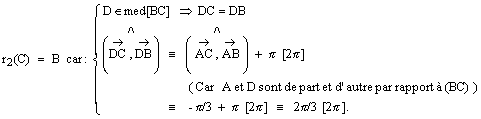 D ∈ med[BC] ⇒ DC = DB
r₂(C) = B car : (DC→ , DB→)^ ≡ (AC→ , AB→)^ + π [2π]
( Car A et D sont de part et d' autre par rapport à (BC) )
≡ - π/3 + π [2π] ≡ 2π/3 [2π].